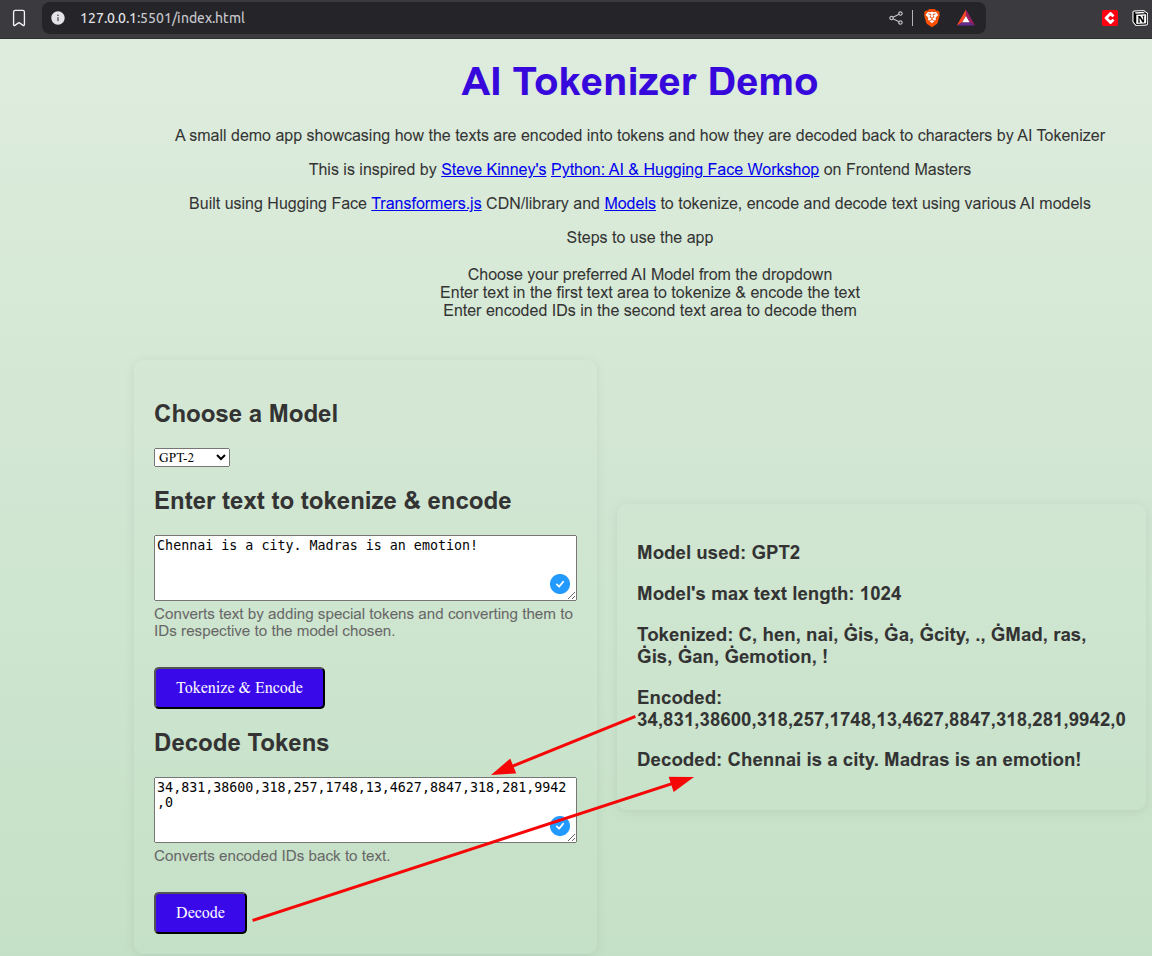 127.0.0.1:5501/index.html
AI Tokenizer Demo
A small demo app showcasing how the texts are encoded into tokens and how they are decoded back to characters by AI Tokenizer
This is inspired by Steve Kinney's Python: AI & Hugging Face Workshop on Frontend Masters
Built using Hugging Face Transformers.js CDN/library and Models to tokenize, encode and decode text using various AI models
Steps to use the app
Choose your preferred AI Model from the dropdown
Enter text in the first text area to tokenize & encode the text
Enter encoded IDs in the second text area to decode them
Choose a Model
GPT-2
Enter text to tokenize & encode
Chennai is a city. Madras is an emotion!
Converts text by adding special tokens and converting them to
IDs respective to the model chosen.
Tokenize & Encode
Decode Tokens
34,831,38600,318,257,1748,13,4627,8847,318,281,9942
,0
Converts encoded IDs back to text.
Decode
Model used: GPT2
Model's max text length: 1024
Tokenized: C, hen, nai, Ġis, Ġa, Ġcity, ., ĠMad, ras,
Ġis, Ġan, Ġemotion, !
Encoded:
34,831,38600,318,257,1748,13,4627,8847,318,281,9942,0
Decoded: Chennai is a city. Madras is an emotion!